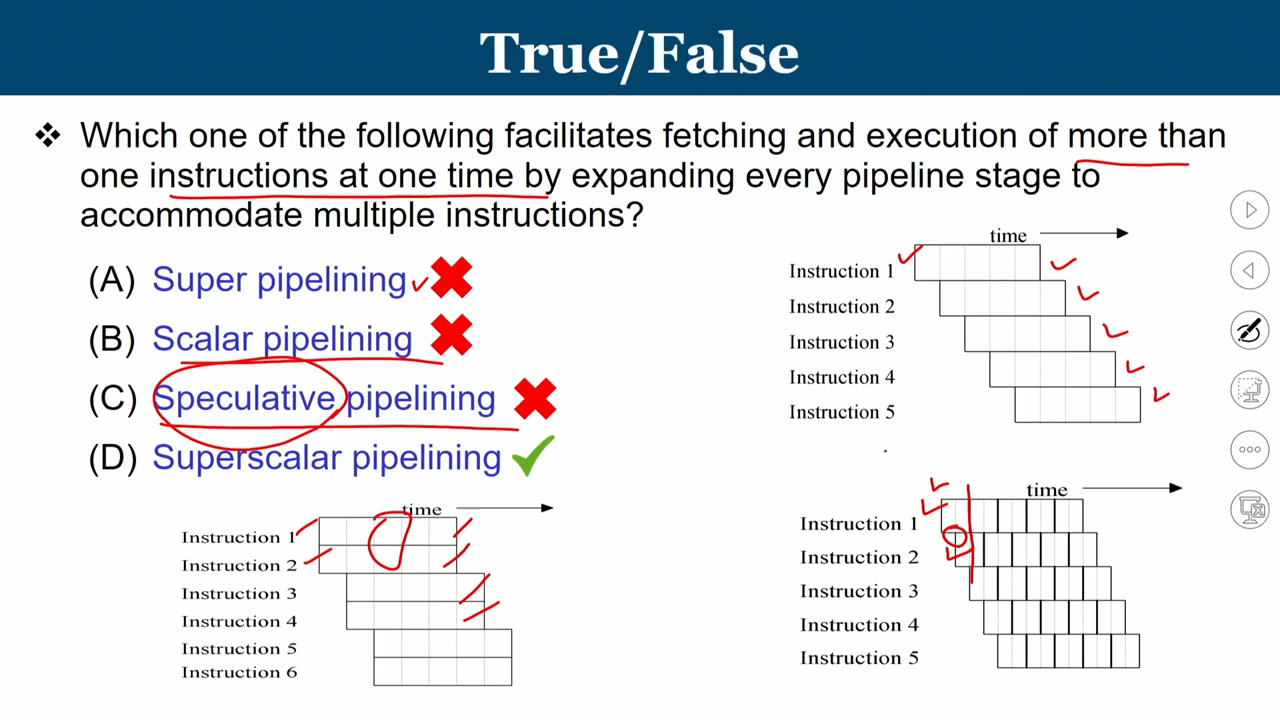 True/False
❖ Which one of the following facilitates fetching and execution of more than
one instructions at one time by expanding every pipeline stage to
accommodate multiple instructions?
(A) Super pipelining
(B) Scalar pipelining
(C) Speculative pipelining
(D) Superscalar pipelining
time
Instruction 1
Instruction 2
Instruction 3
Instruction 4
Instruction 5
time
Instruction 1
Instruction 2
Instruction 3
Instruction 4
Instruction 5
Instruction 6
time
Instruction 1
Instruction 2
Instruction 3
Instruction 4
Instruction 5